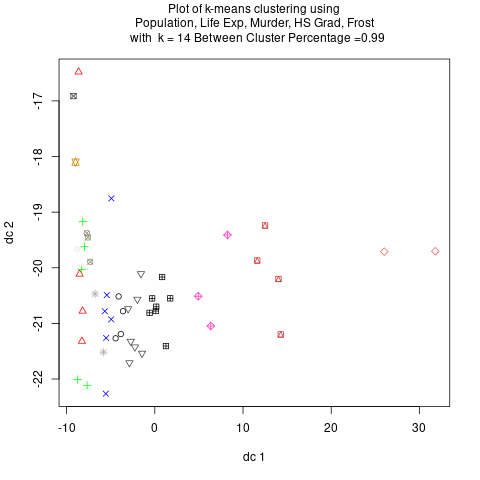 Plot of k-means clustering using
Population, Life Exp, Murder, HS Grad, Frost
with k = 14 Between Cluster Percentage =0.99
-17
-18
-19
-20
-21
-22
dc 2
-10 0 10 20 30
dc 1